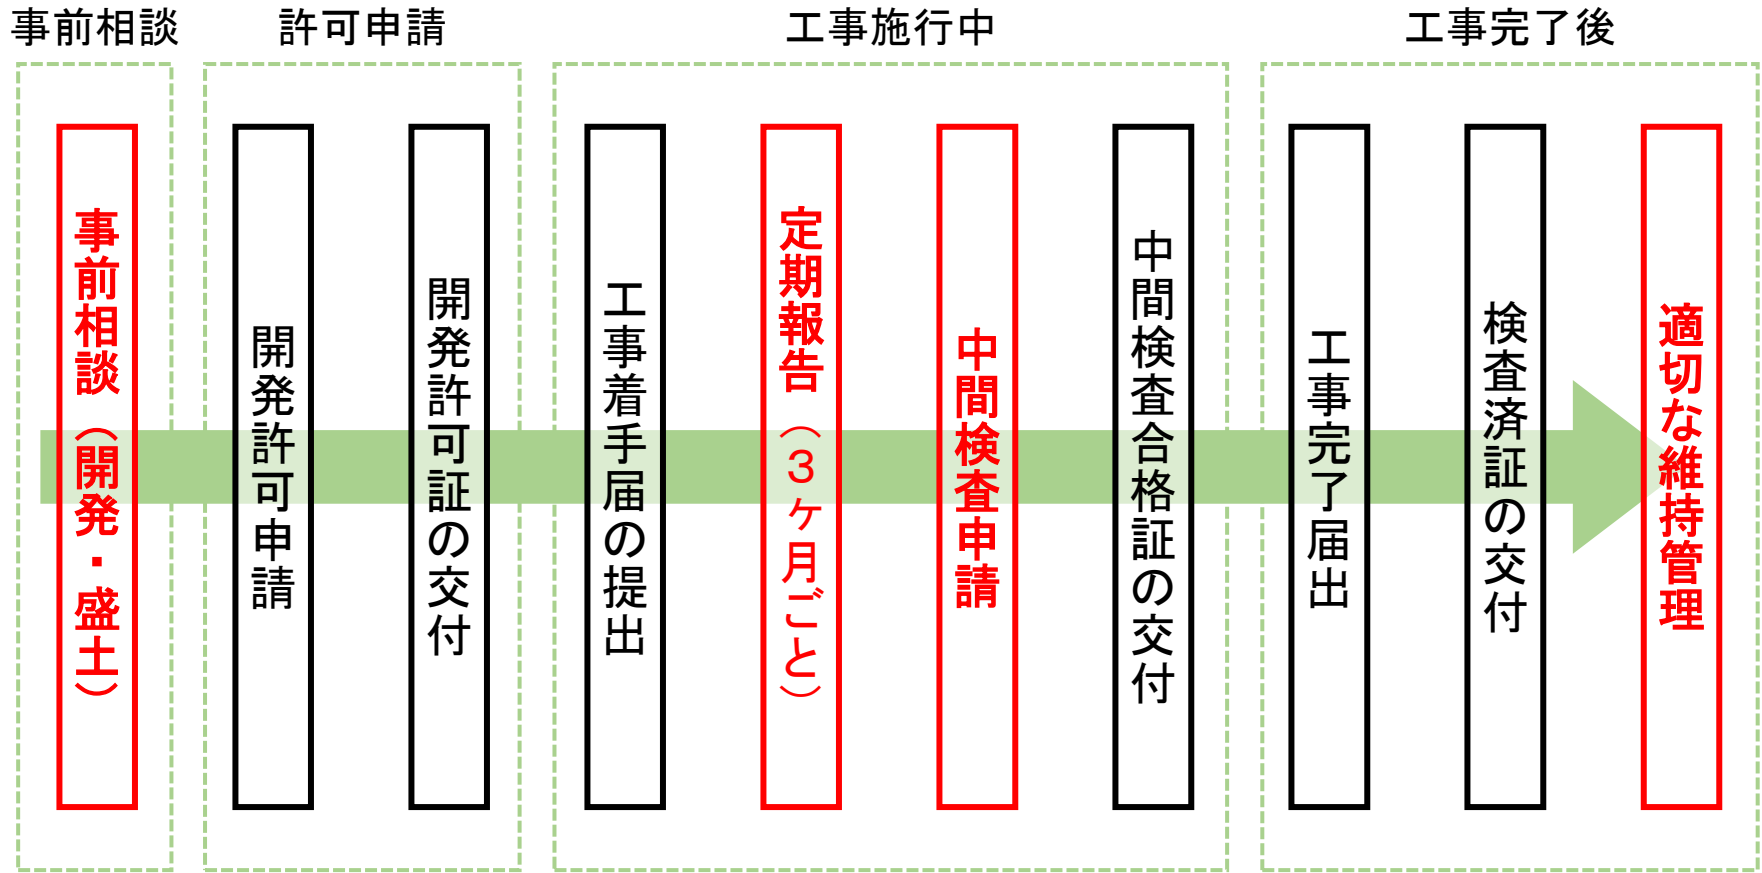 事前相談
許可申請
工事施行中
工事完了後
事前相談（開発・盛土）
開発許可申請
開発許可証の交付
工事着手届の提出
定期報告（３ヶ月ごと）
中間検査申請
中間検査合格証の交付
工事完了届出
検査済証の交付
適切な維持管理